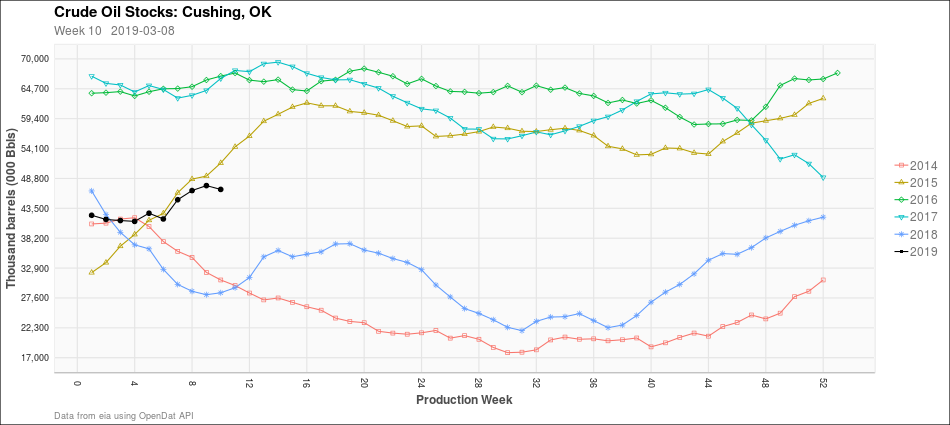 Crude Oil Stocks: Cushing, OK
Week 10 2019-03-08
Thousand barrels (000 Bbls)
70,000
64,700
59,400
54,100
48,800
43,500
38,200
32,900
27,600
22,300
17,000
0 4 8 12 16 20 24 28 32 36 40 44 48 52
Production Week
2014
2015
2016
2017
2018
2019
Data from eia using OpenDat API